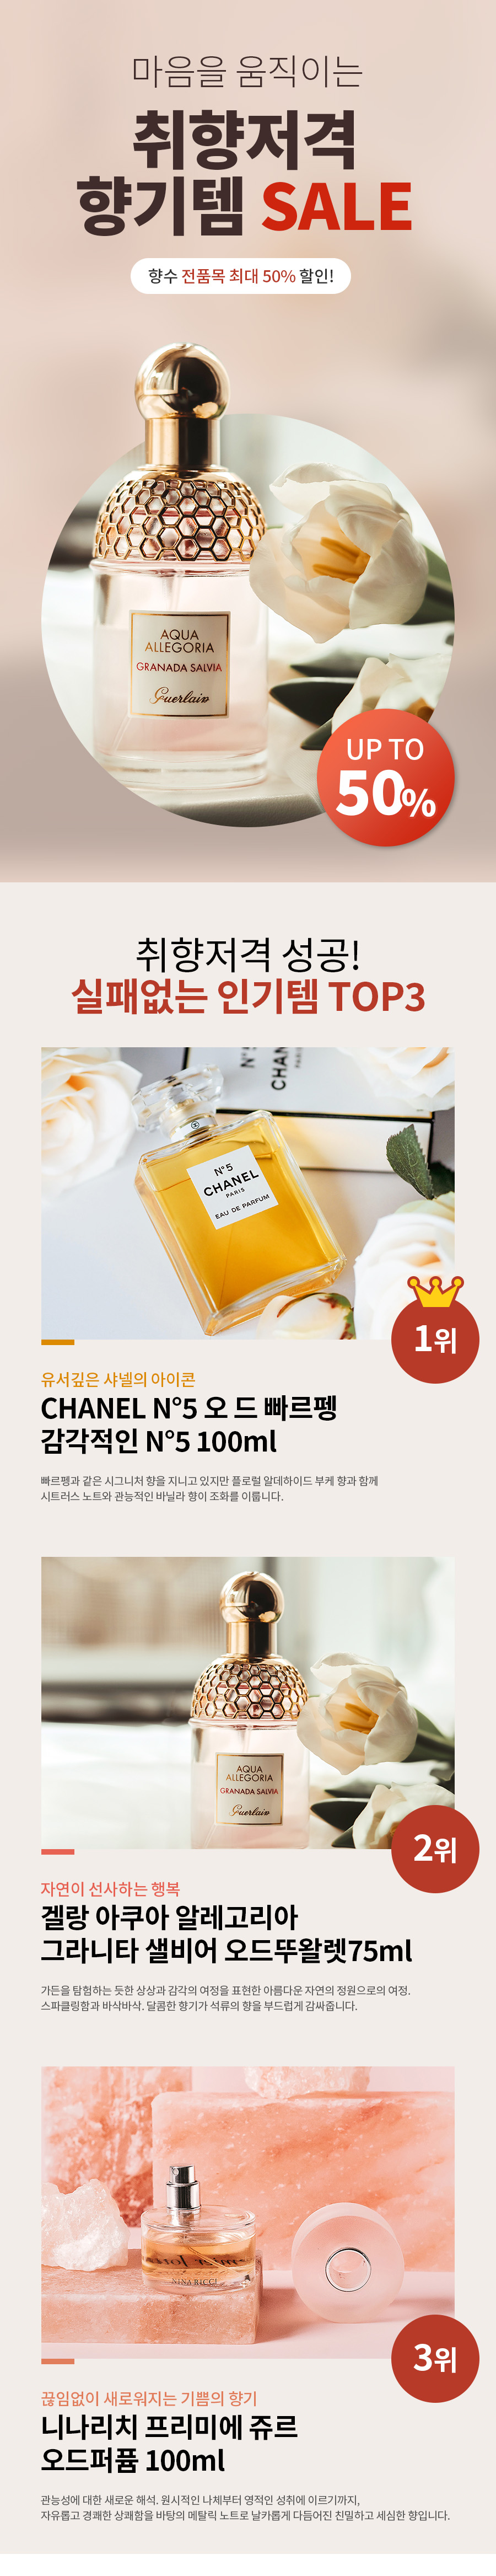 마음을 움직이는
취향저격
향기템 SALE
향수 전품목 최대 50% 할인!
AQUA
ALLEGORIA
GRANADA SALVIA
Guerlain
UP TO
50%
취향저격 성공!
실패없는 인기템 TOP3
N°5
CHAN
N°5
CHANEL
PARIS
EAU DE PARFUM
1위
유서깊은 샤넬의 아이콘
CHANEL N°5 오 드 빠르펭
감각적인 N°5 100ml
빠르펭과 같은 시그니처 향을 지니고 있지만 플로럴 알데하이드 부케 향과 함께
시트러스 노트와 관능적인 바닐라 향이 조화를 이룹니다.
AQUA
ALLEGORIA
GRANADA SALVIA
Guerlain
2위
자연이 선사하는 행복
겔랑 아쿠아 알레고리아
그라니타 샐비어 오드뚜왈렛75ml
가든을 탐험하는 듯한 상상과 감각의 여정을 표현한 아름다운 자연의 정원으로의 여정.
스파클링함과 바삭바삭. 달콤한 향기가 석류의 향을 부드럽게 감싸줍니다.
NINA RICCI
3위
끊임없이 새로워지는 기쁨의 향기
니나리치 프리미에 쥬르
오드퍼퓸 100ml
관능성에 대한 새로운 해석. 원시적인 나체부터 영적인 성취에 이르기까지,
자유롭고 경쾌한 상쾌함을 바탕의 메탈릭 노트로 날카롭게 다듬어진 친밀하고 세심한 향입니다.